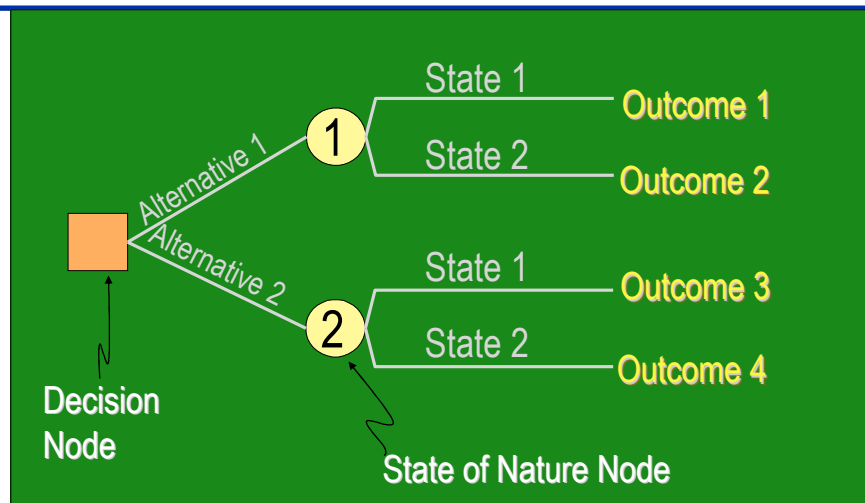 State 1
Outcome 1
1
State 2
Outcome 2
Alternative 1
Alternative 2
State 1
Outcome 3
2
State 2
Outcome 4
Decision
Node
State of Nature Node